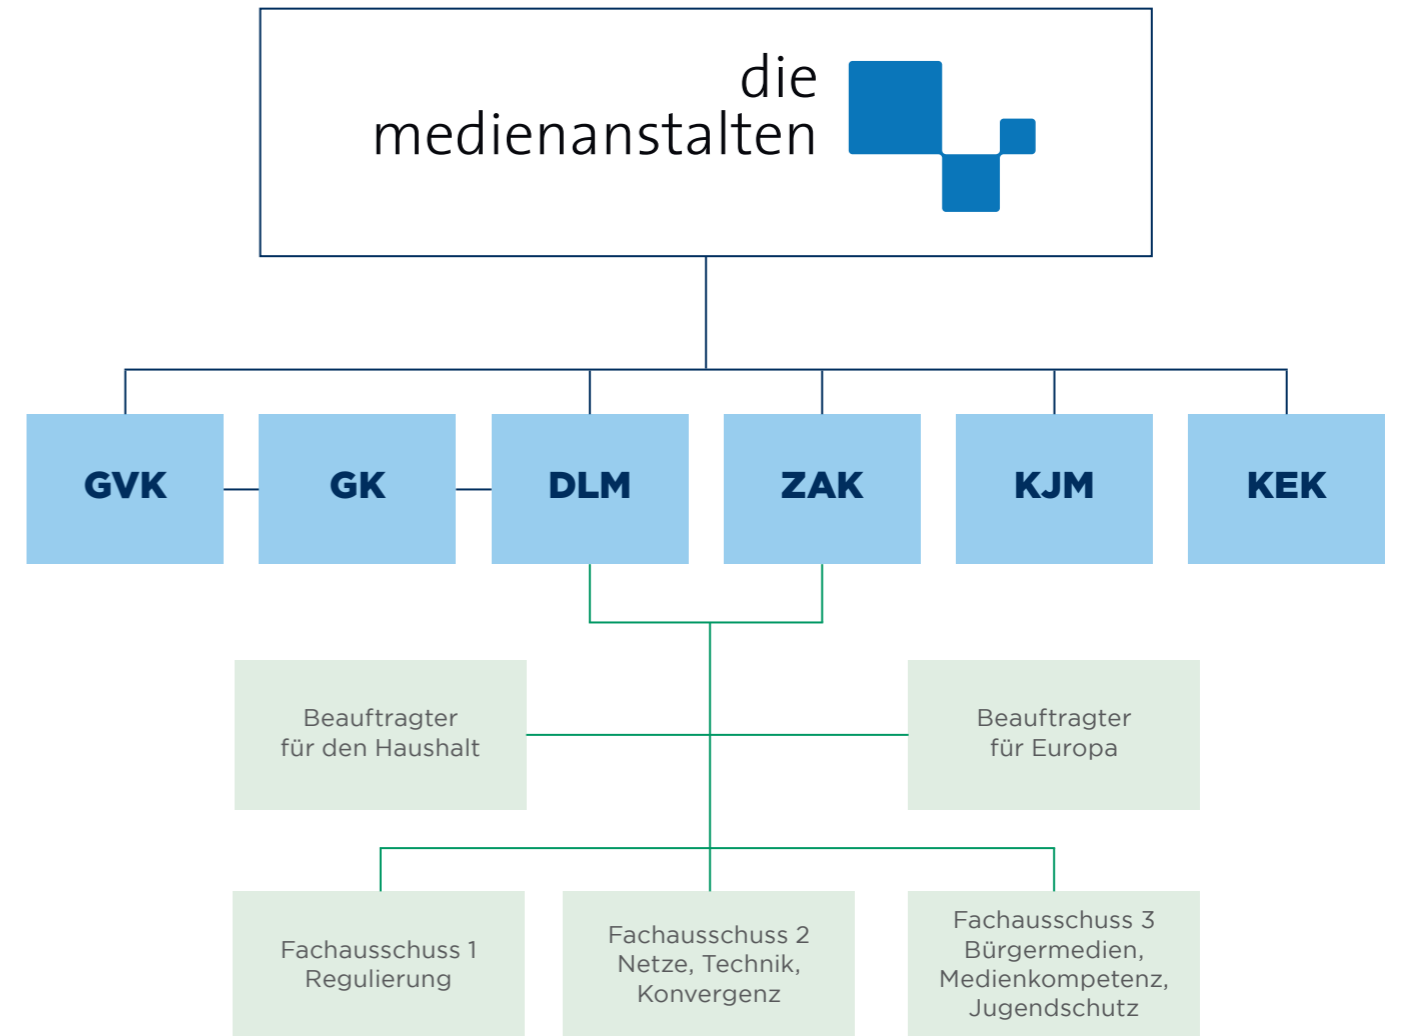 die
medienanstalten
GVK
GK
DLM
ZAK
KJM
KEK
Beauftragter
für den Haushalt
Beauftragter
für Europa
Fachausschuss 1
Regulierung
Fachausschuss 2
Netze, Technik,
Konvergenz
Fachausschuss 3
Bürgermedien,
Medienkompetenz,
Jugendschutz